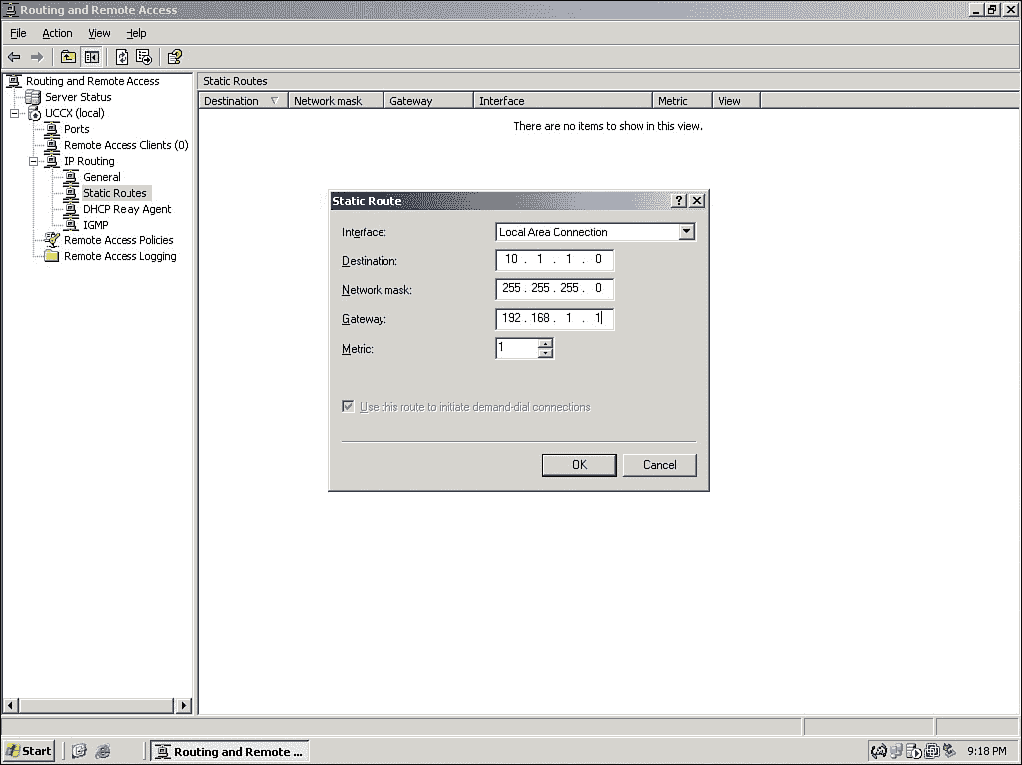 Routing and Remote Access
File Action View Help
Routing and Remote Access
Server Status
UCCX (local)
Ports
Remote Access Clients (0)
IP Routing
General
Static Routes
DHCP Relay Agent
IGMP
Remote Access Policies
Remote Access Logging
Static Routes
Destination Network mask Gateway Interface Metric View
There are no items to show in this view.
Static Route
Interface: Local Area Connection
Destination: 10 . 1 . 1 . 0
Network mask: 255 . 255 . 255 . 0
Gateway: 192 . 168 . 1 . 1
Metric: 1
Use this route to initiate demand-dial connections
OK Cancel
Start Routing and Remote ... 9:18 PM